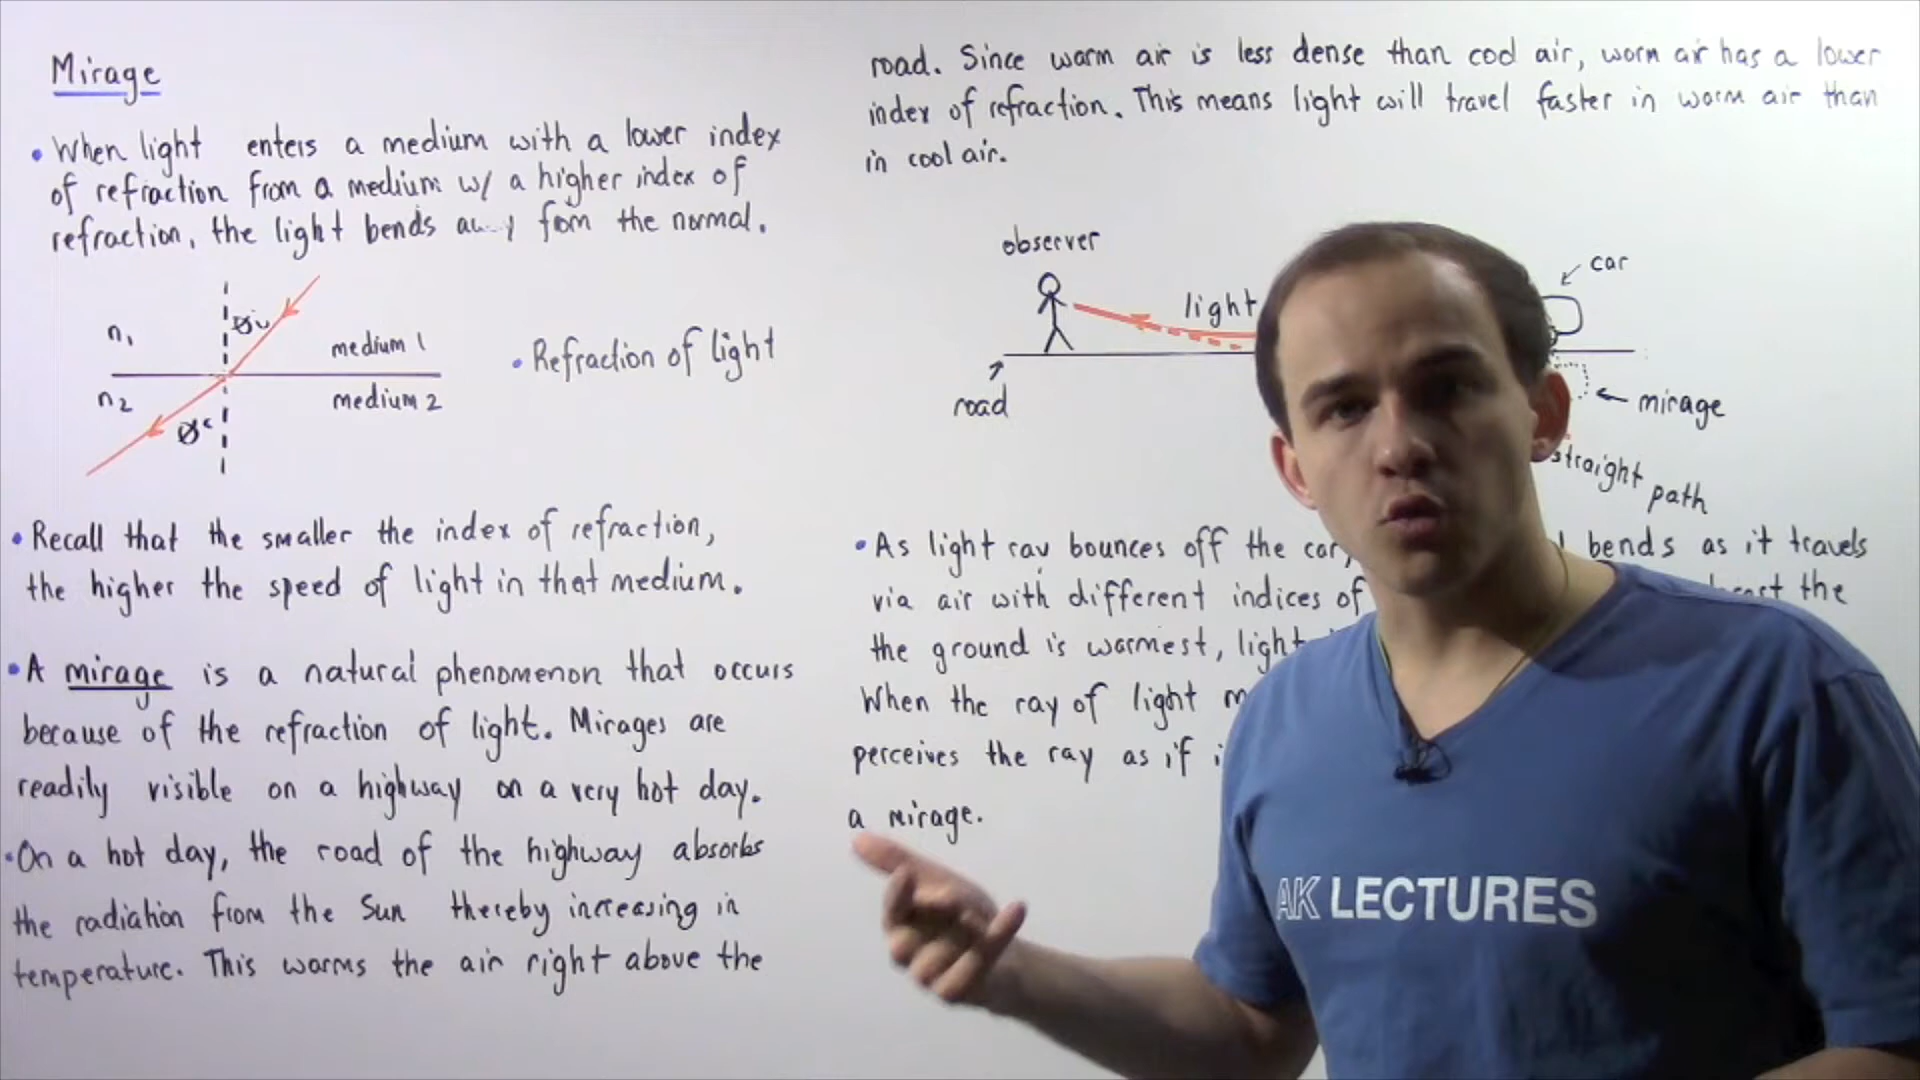 Mirage
• When light enters a medium with a lower index
of refraction from a medium w/ a higher index of
refraction, the light bends from the normal.
n₁
medium 1
n₂
medium 2
• Refraction of light
• Recall that the smaller the index of refraction,
the higher the speed of light in that medium.
• A mirage is a natural phenomenon that occurs
because of the refraction of light. Mirages are
readily visible on a highway on a very hot day.
• On a hot day, the road of the highway absorbs
the radiation from the Sun thereby increasing in
temperature. This warms the air right above the
road. Since warm air is less dense than cool air, warm air has a lower
index of refraction. This means light will travel faster in warm air than
in cool air.
observer
light
car
road
mirage
straight path
• As light ray bounces off the car, bends as it travels
via air with different indices of the
the ground is warmest, light
When the ray of light
perceives the ray as if
a mirage.
AK LECTURES